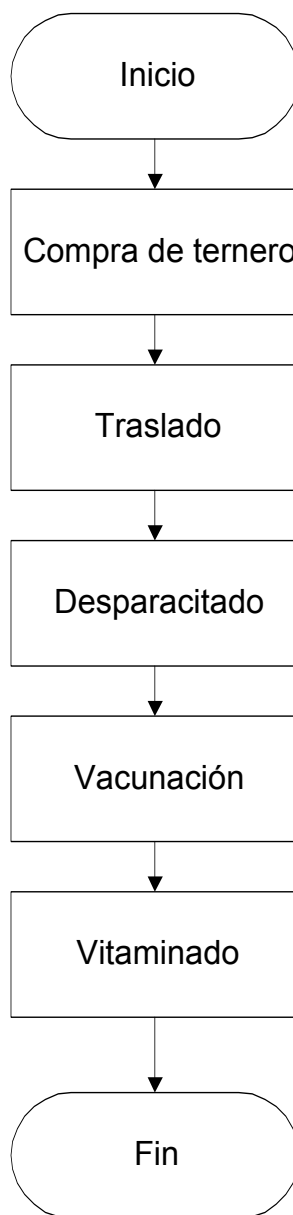 Inicio
Compra de ternero
Traslado
Desparacitado
Vacunación
Vitaminado
Fin